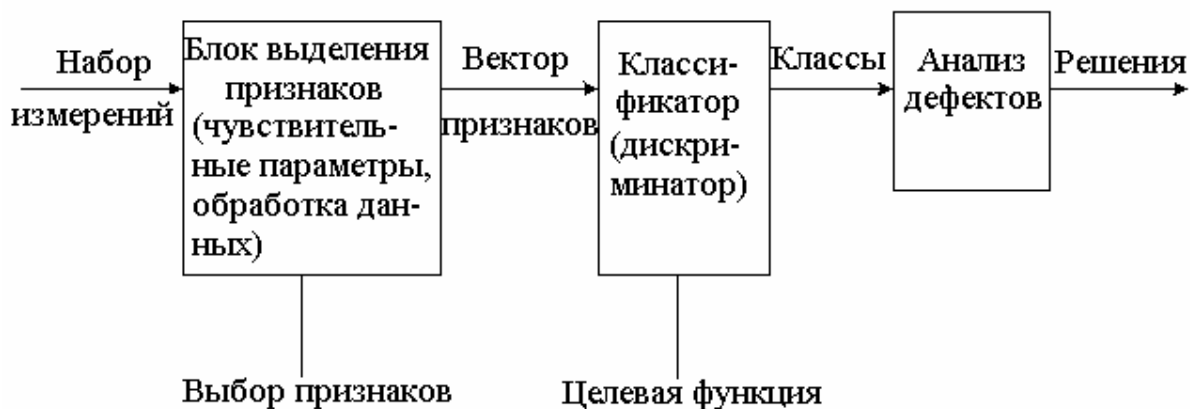 Набор
измерений
Блок выделения
признаков
(чувствитель-
ные параметры,
обработка дан-
ных)
Вектор
признаков
Класси-
фикатор
(дискри-
минатор)
Классы
Анализ
дефектов
Решения
Выбор признаков
Целевая функция